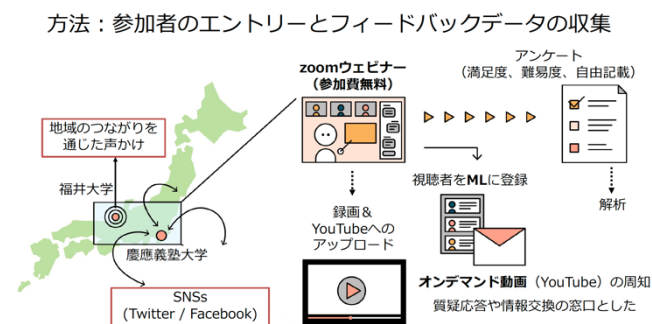 方法：参加者のエントリーとフィードバックデータの収集
zoomウェビナー
（参加費無料）
アンケート
（満足度、難易度、自由記載）
地域のつながりを
通じた声かけ
福井大学
慶應義塾大学
SNSs
(Twitter / Facebook)
録画＆
YouTubeへの
アップロード
視聴者をMLに登録
解析
オンデマンド動画（YouTube）の周知
質疑応答や情報交換の窓口とした